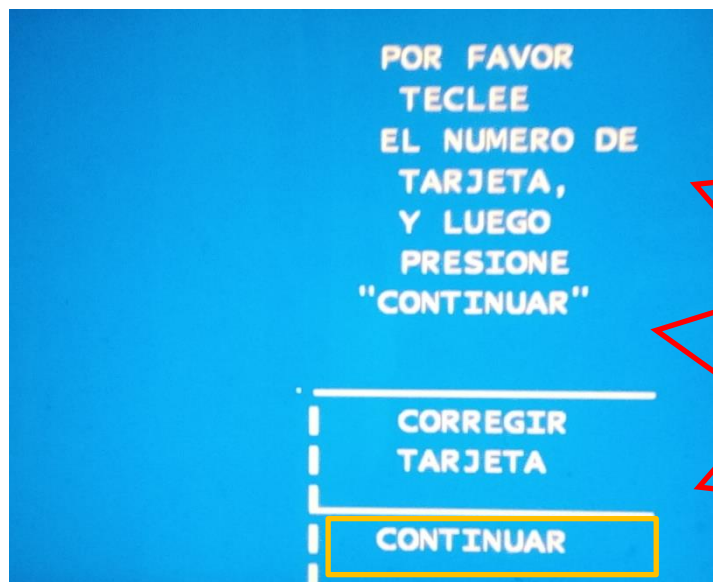 POR FAVOR
TECLEE
EL NUMERO DE
TARJETA,
Y LUEGO
PRESIONE
"CONTINUAR"
CORREGIR
TARJETA
CONTINUAR